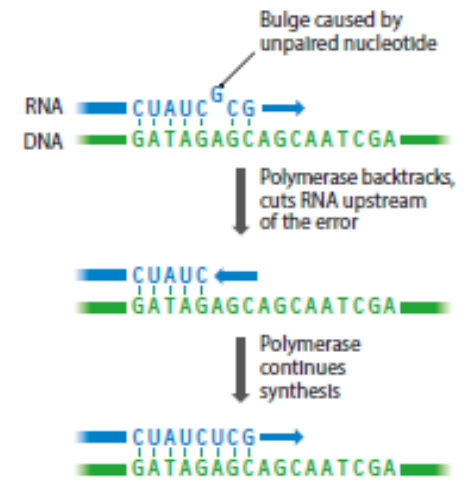 Bulge caused by
unpaired nucleotide
G
RNA CUAUC CG
DNA GATAGAGCAGCAATCGA
Polymerase backtracks,
cuts RNA upstream
of the error
CUAUC
GATAGAGCAGCAATCGA
Polymerase
continues
synthesis
CUAUCUCG
GATAGAGCAGCAATCGA